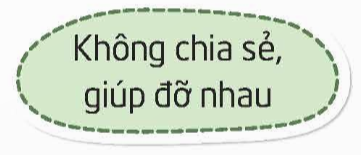 Không chia sẻ,
giúp đỡ nhau